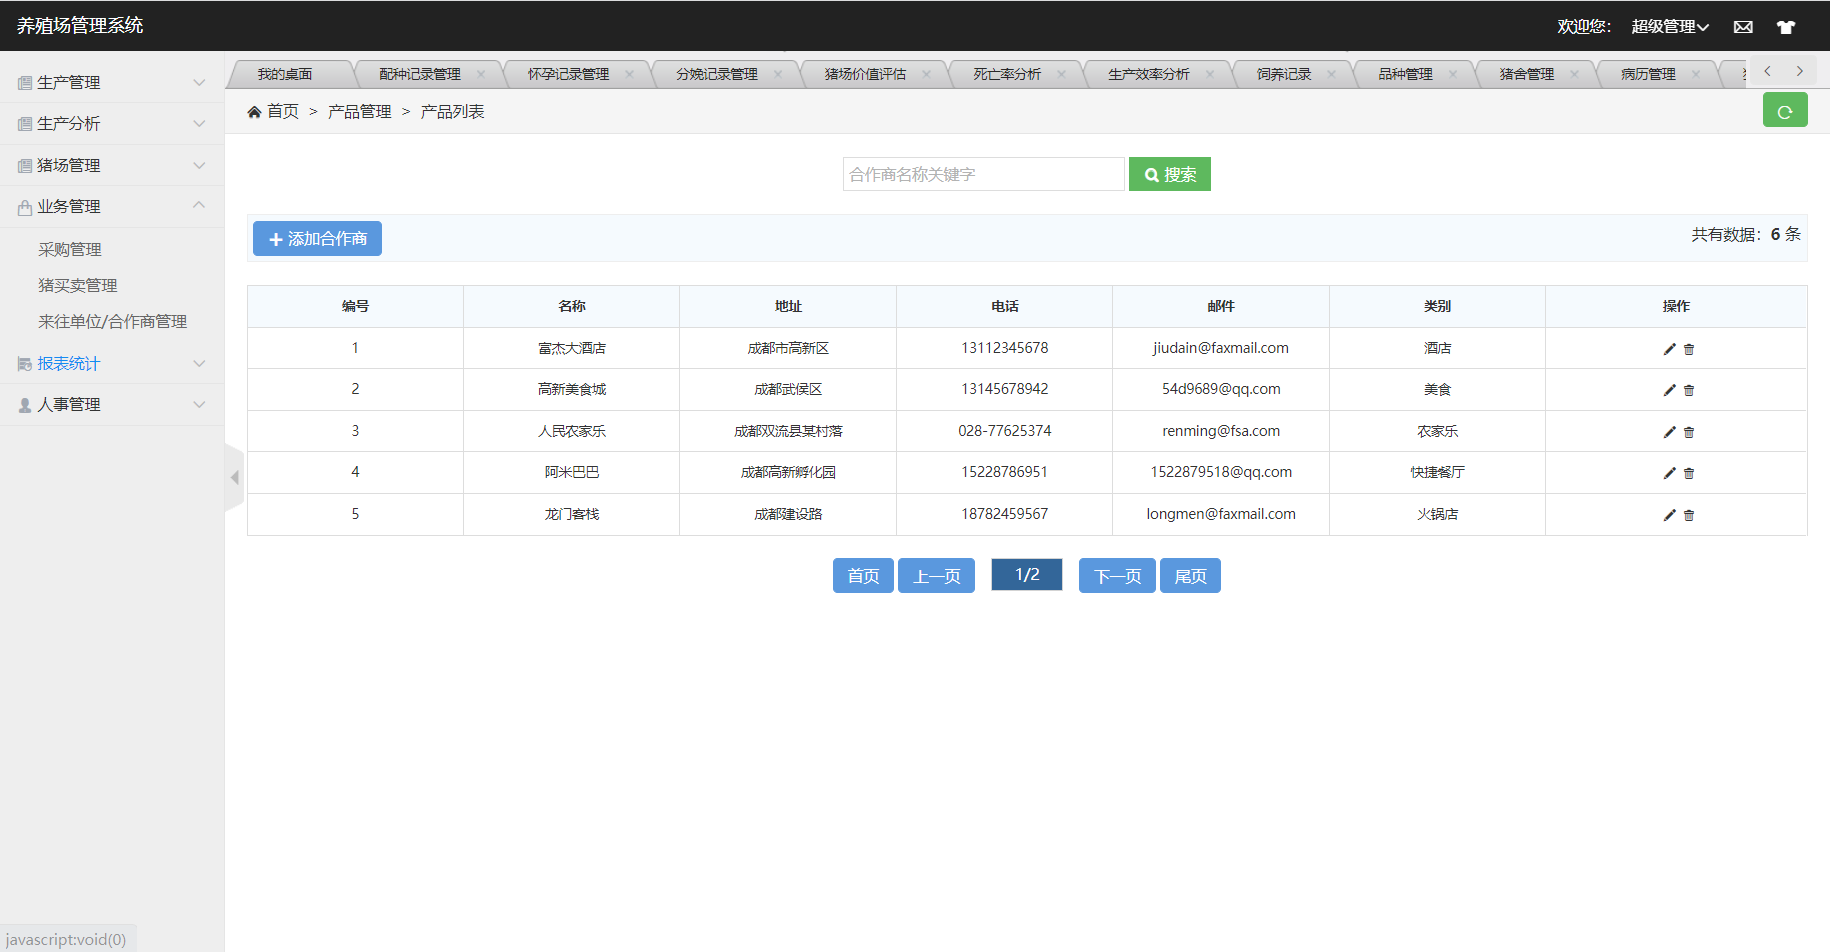 养殖场管理系统
欢迎您： 超级管理
生产管理
生产分析
猪场管理
业务管理
采购管理
猪买卖管理
来往单位/合作商管理
报表统计
人事管理
我的桌面 配种记录管理 怀孕记录管理 分娩记录管理 猪场价值评估 死亡率分析 生产效率分析 饲养记录 品种管理 猪舍管理 病历管理
首页 > 产品管理 > 产品列表
合作商名称关键字 搜索
添加合作商 共有数据：6 条
编号 名称 地址 电话 邮件 类别 操作
1 富杰大酒店 成都市高新区 13112345678 jiudain@faxmail.com 酒店
2 高新美食城 成都武侯区 13145678942 54d9689@qq.com 美食
3 人民农家乐 成都双流县某村落 028-77625374 renming@fsa.com 农家乐
4 阿米巴巴 成都高新孵化园 15228786951 1522879518@qq.com 快捷餐厅
5 龙门客栈 成都建设路 18782459567 longmen@faxmail.com 火锅店
首页 上一页 1/2 下一页 尾页
javascript:void(0)